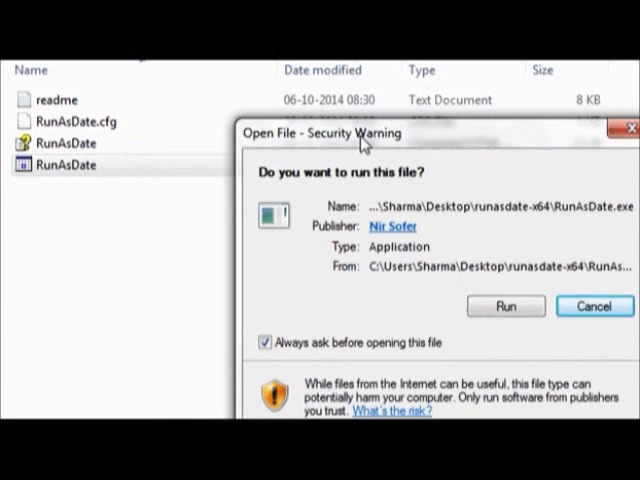 Name Date modified Type Size
readme 06-10-2014 08:30 Text Document 8 KB
RunAsDate.cfg
RunAsDate
RunAsDate
Open File - Security Warning
Do you want to run this file?
Name: ...\Sharma\Desktop\runasdate-x64\RunAsDate.exe
Publisher: Nir Sofer
Type: Application
From: C:\Users\Sharma\Desktop\runasdate-x64\RunAs...
Run Cancel
Always ask before opening this file
While files from the Internet can be useful, this file type can
potentially harm your computer. Only run software from publishers
you trust. What's the risk?